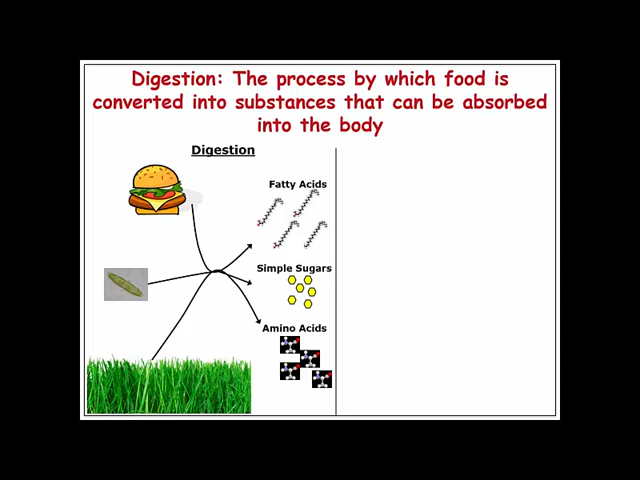 Digestion: The process by which food is
converted into substances that can be absorbed
into the body
Digestion
Fatty Acids
Simple Sugars
Amino Acids